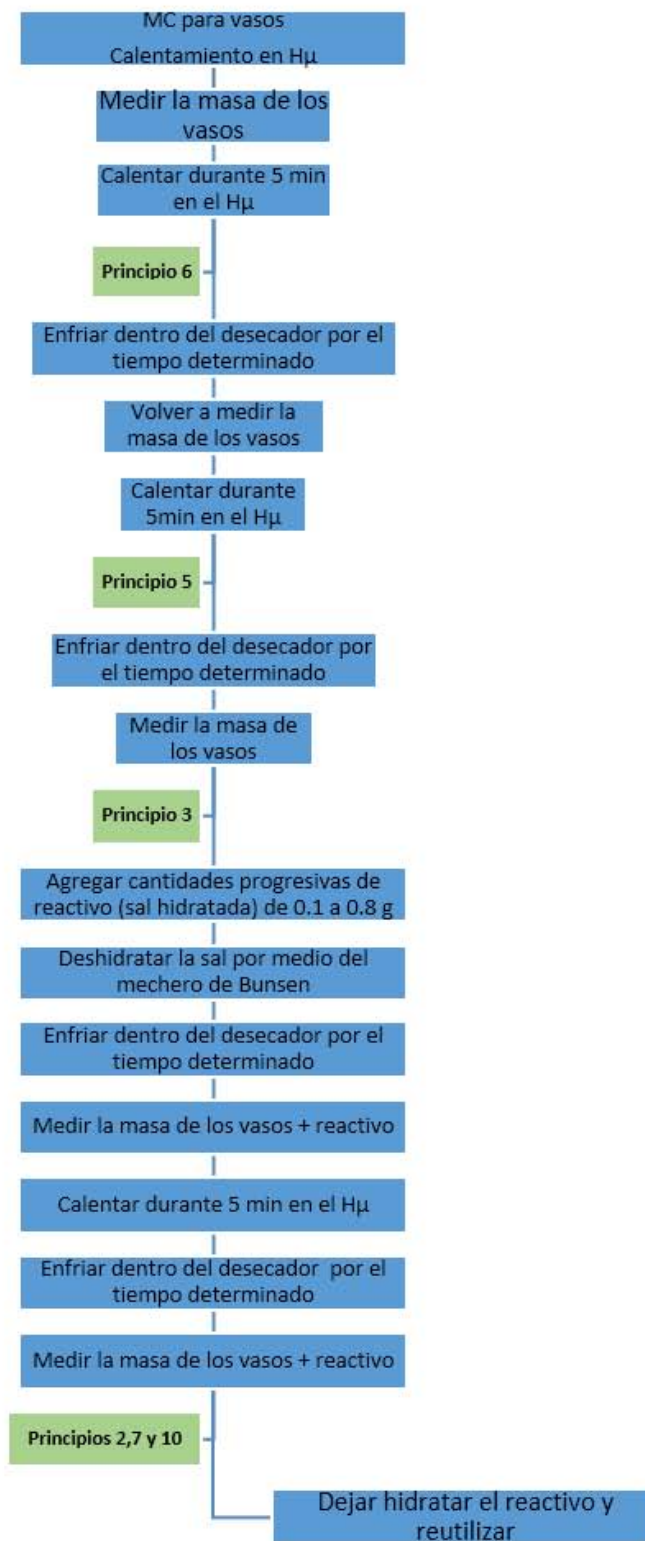 MC para vasos
Calentamiento en Hµ
Medir la masa de los
vasos
Calentar durante 5 min
en el Hµ
Principio 6
Enfriar dentro del desecador por el
tiempo determinado
Volver a medir la
masa de los vasos
Calentar durante
5min en el Hµ
Principio 5
Enfriar dentro del desecador por
el tiempo determinado
Medir la masa de
los vasos
Principio 3
Agregar cantidades progresivas de
reactivo (sal hidratada) de 0.1 a 0.8 g
Deshidratar la sal por medio del
mechero de Bunsen
Enfriar dentro del desecador por el
tiempo determinado
Medir la masa de los vasos + reactivo
Calentar durante 5 min en el Hµ
Enfriar dentro del desecador por el
tiempo determinado
Medir la masa de los vasos + reactivo
Principios 2,7 y 10
Dejar hidratar el reactivo y
reutilizar